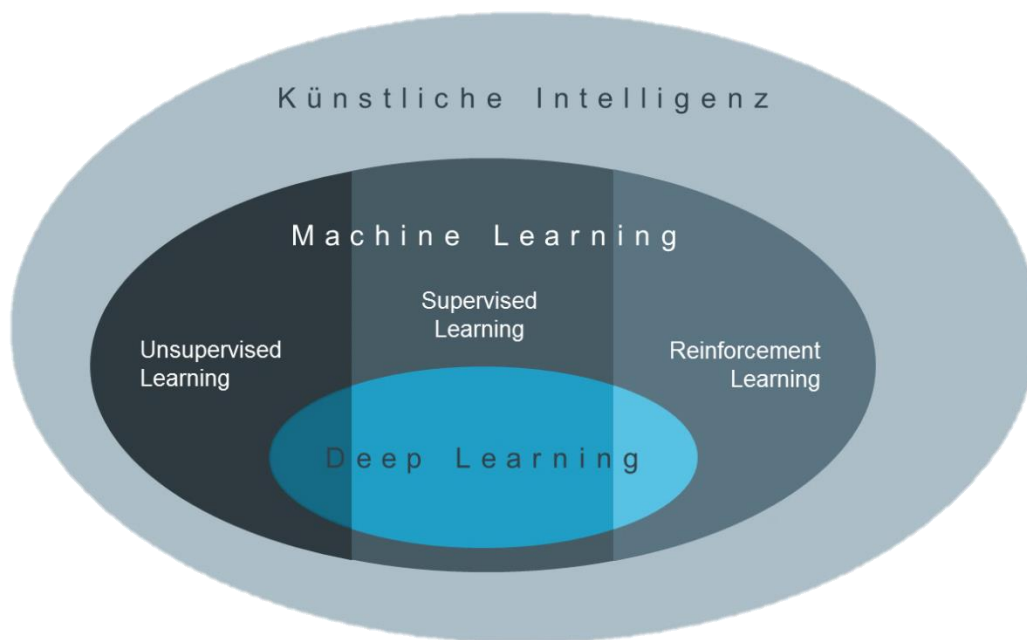 Künstliche Intelligenz
Machine Learning
Supervised
Learning
Unsupervised
Learning
Reinforcement
Learning
Deep Learning